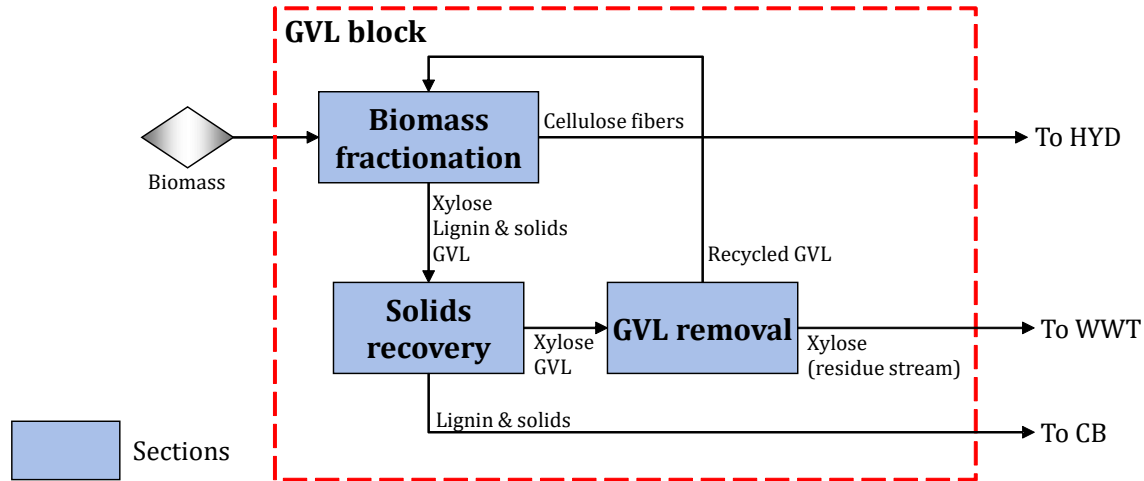 GVL block
Biomass
fractionation
Cellulose fibers
To HYD
Biomass
Xylose
Lignin & solids
GVL
Recycled GVL
Solids
recovery
Xylose
GVL
GVL removal
Xylose
(residue stream)
To WWT
Lignin & solids
To CB
Sections